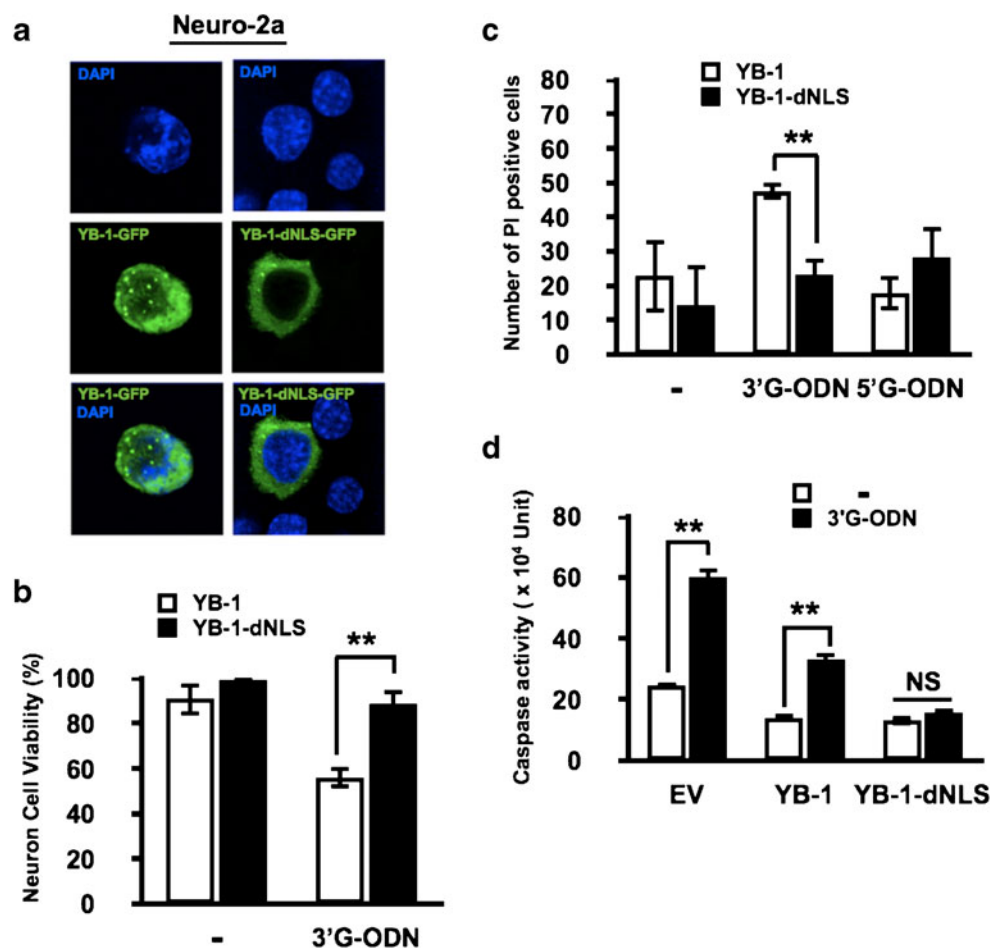 a
Neuro-2a
DAPI
DAPI
YB-1-GFP
YB-1-dNLS-GFP
YB-1-GFP
DAPI
YB-1-dNLS-GFP
DAPI
b
YB-1
YB-1-dNLS
Neuron Cell Viability (%)
100
80
60
40
20
0
**
-
3'G-ODN
c
YB-1
YB-1-dNLS
Number of PI positive cells
80
70
60
50
40
30
20
10
0
**
-
3'G-ODN
5'G-ODN
d
-
3'G-ODN
Caspase activity ( x 10⁴ Unit)
80
60
40
20
0
**
**
NS
EV
YB-1
YB-1-dNLS